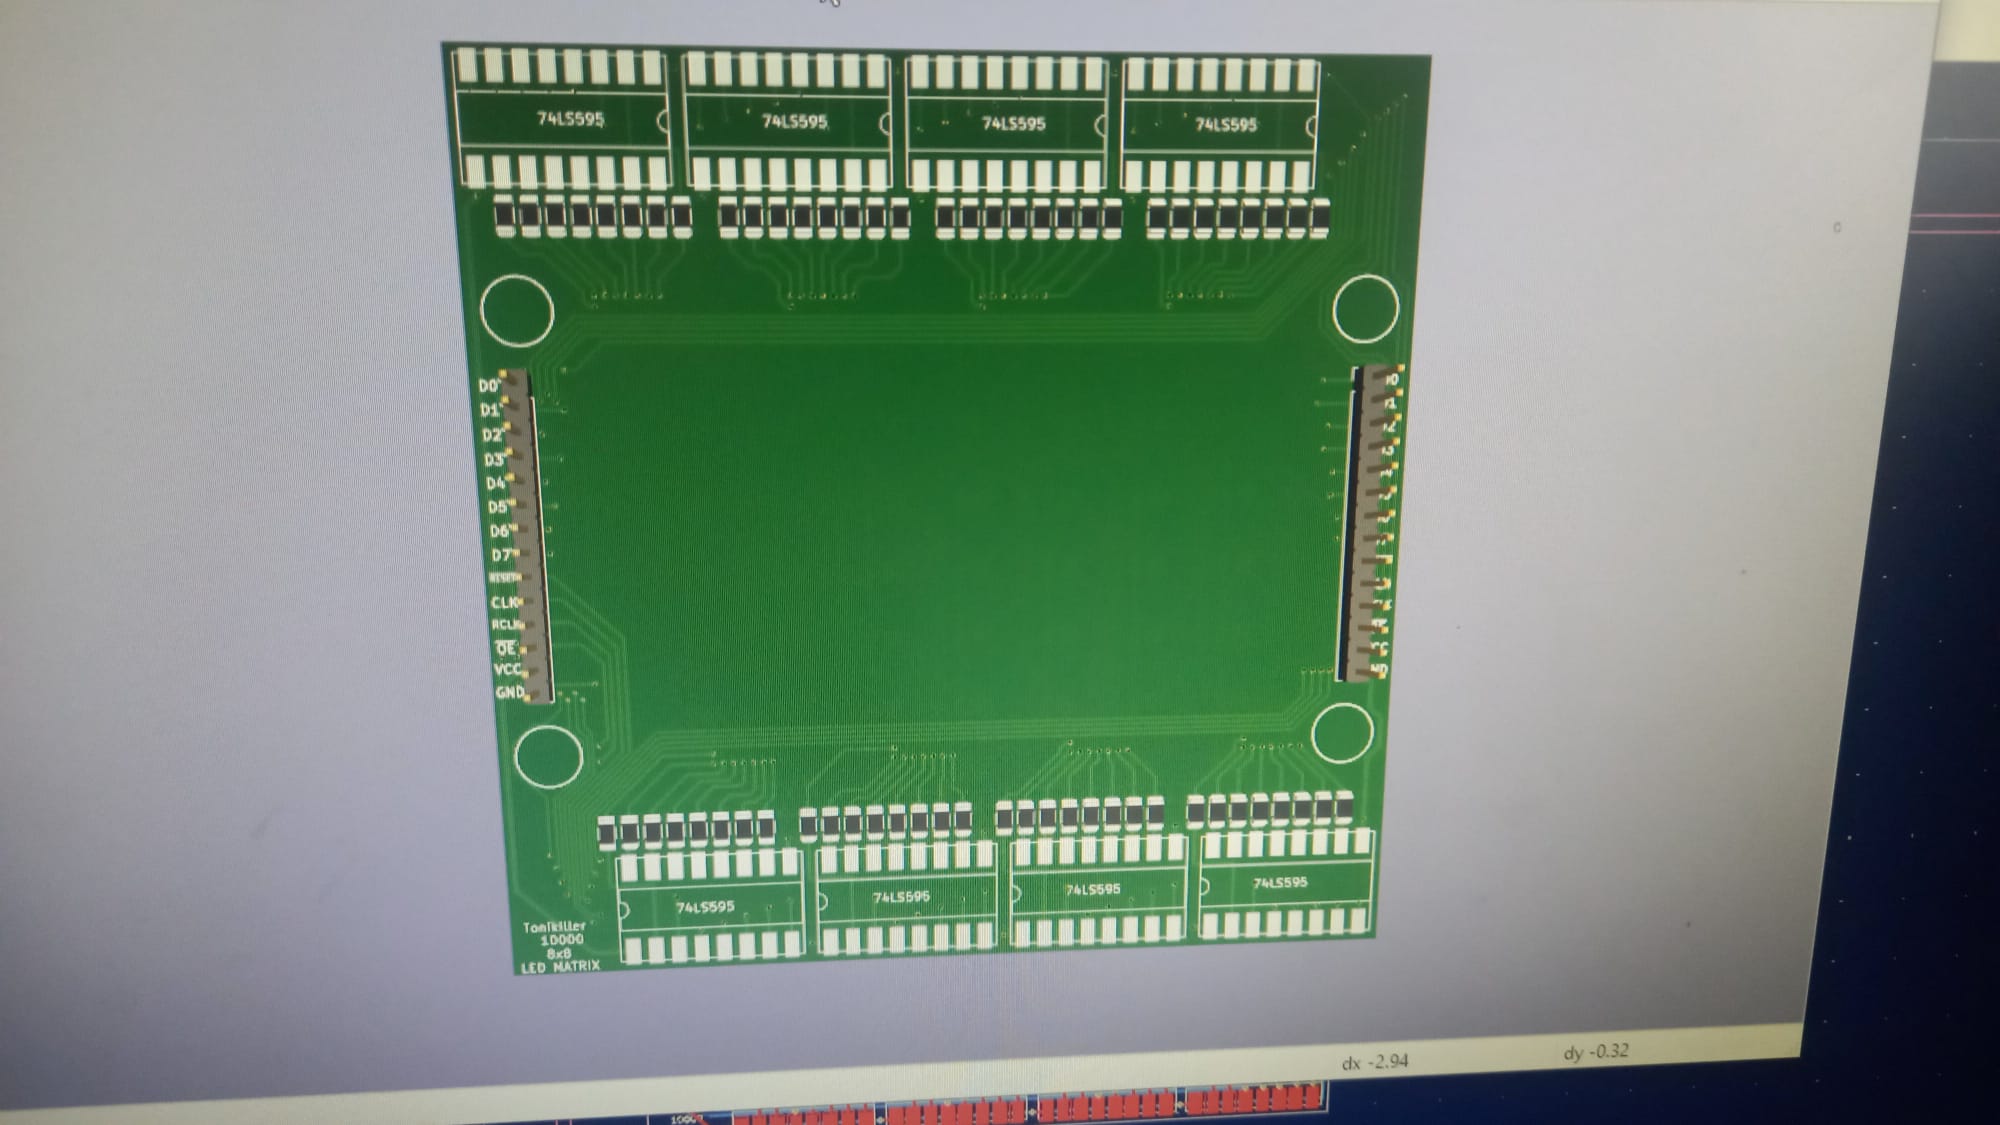 74LS595
74LS595
74LS595
74LS595
D0
D1
D2
D3
D4
D5
D6
D7
RESET
CLK
RCLK
OE
VCC
GND
74LS595
74LS595
74LS595
74LS595
TonTkiller
10000
8x8
LED MATRIX
dx -2.94
dy -0.32